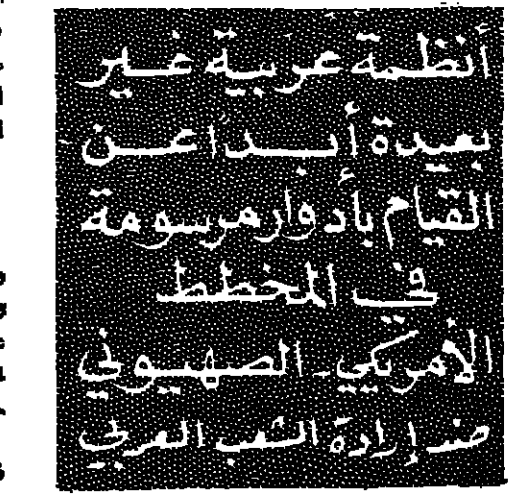 أنظمة عربية غير
بعيدة أبدا عن
القيام بأدوار مرسومة
في المخطط
الأمريكي - الصهيوني
ضد إرادة الشعب العربي